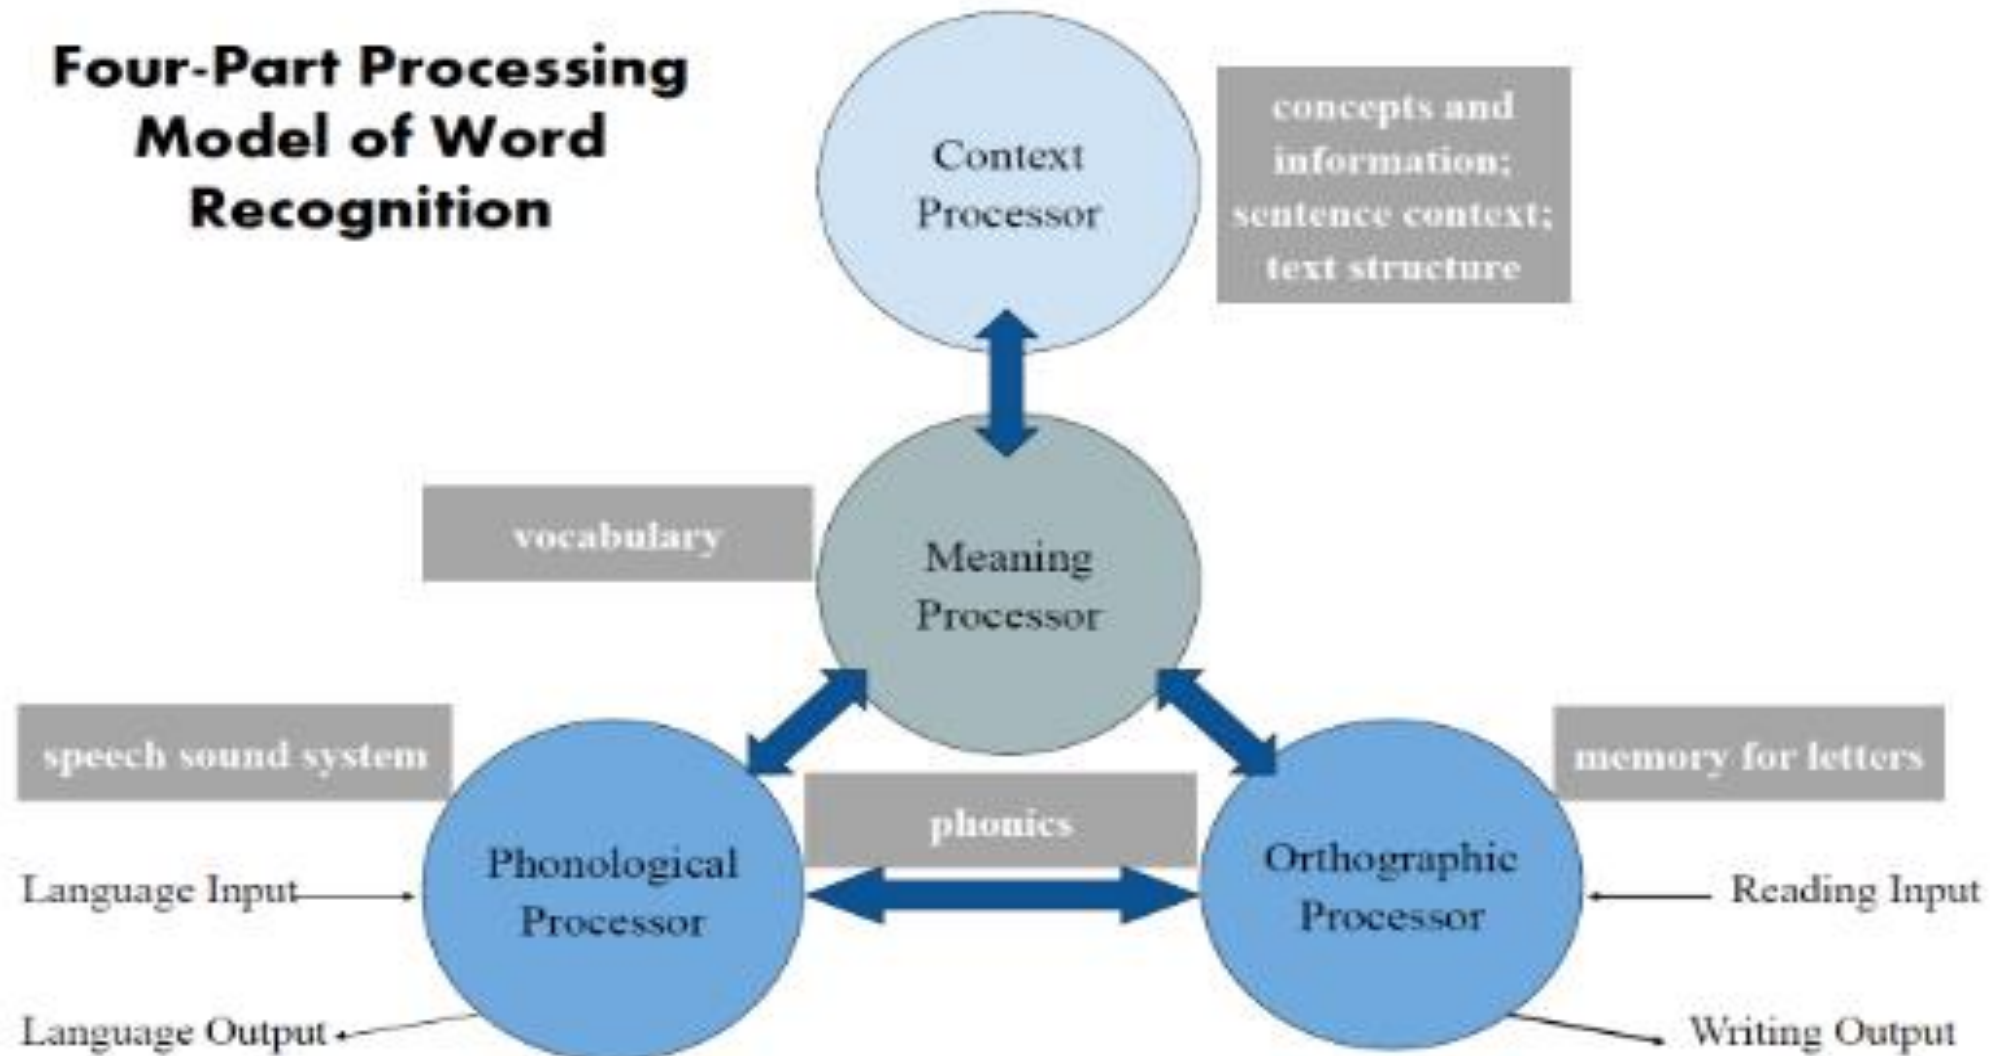 Four-Part Processing
Model of Word
Recognition
Context
Processor
concepts and
information;
sentence context;
text structure
vocabulary
Meaning
Processor
speech sound system
memory for letters
phonics
Phonological
Processor
Orthographic
Processor
Language Input
Reading Input
Language Output
Writing Output